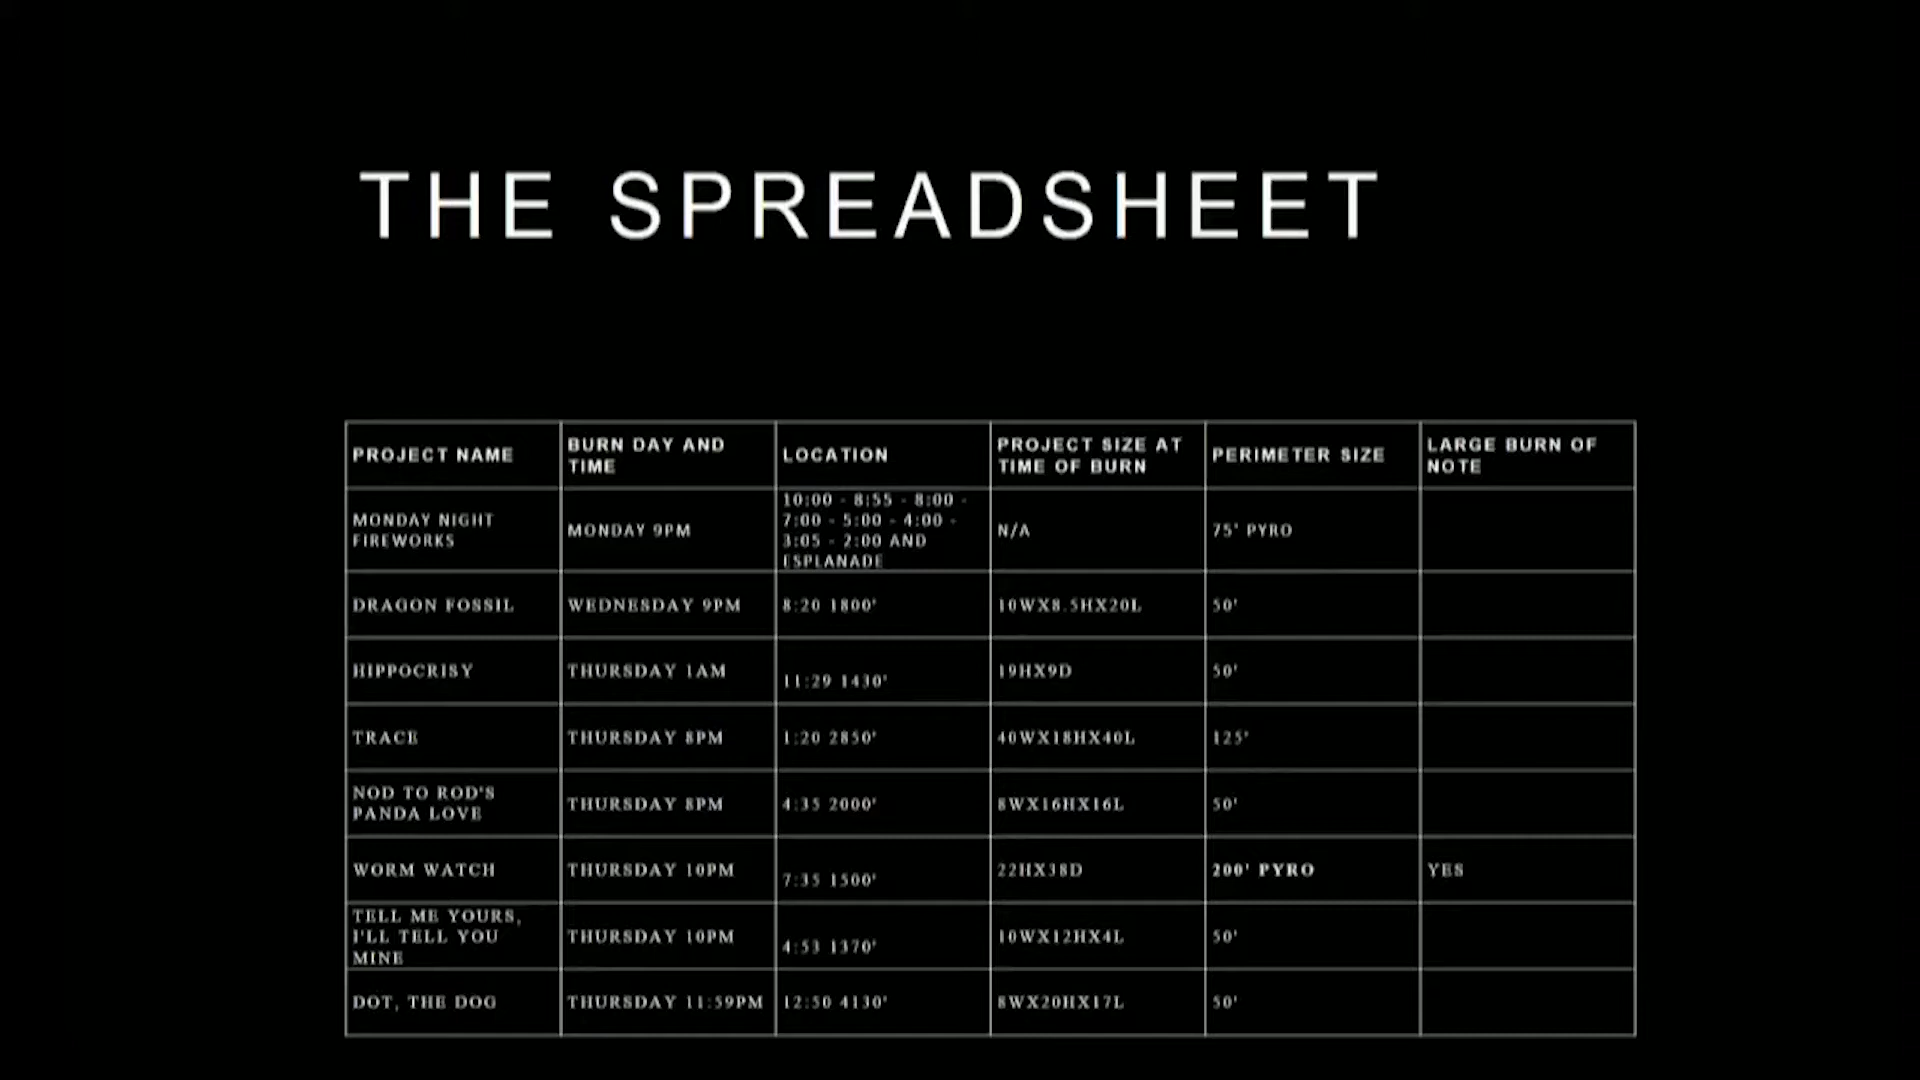 THE SPREADSHEET
PROJECT NAME
BURN DAY AND
TIME
LOCATION
PROJECT SIZE AT
TIME OF BURN
PERIMETER SIZE
LARGE BURN OF
NOTE
MONDAY NIGHT
FIREWORKS
MONDAY 9PM
10:00 - 8:55 - 8:00 -
7:00 - 5:00 - 4:00 -
3:05 - 2:00 AND
ESPLANADE
N/A
75' PYRO
DRAGON FOSSIL
WEDNESDAY 9PM
8:20 1800'
10WX8.5HX20L
50'
HIPPOCRISY
THURSDAY 1AM
11:29 1430'
19HX9D
50'
TRACE
THURSDAY 8PM
1:20 2850'
40WX18HX40L
125'
NOD TO ROD'S
PANDA LOVE
THURSDAY 8PM
4:35 2000'
8WX16HX16L
50'
WORM WATCH
THURSDAY 10PM
7:35 1500'
22HX38D
200' PYRO
YES
TELL ME YOURS,
I'LL TELL YOU
MINE
THURSDAY 10PM
4:53 1370'
10WX12HX4L
50'
DOT, THE DOG
THURSDAY 11:59PM
12:50 4130'
8WX20HX17L
50'